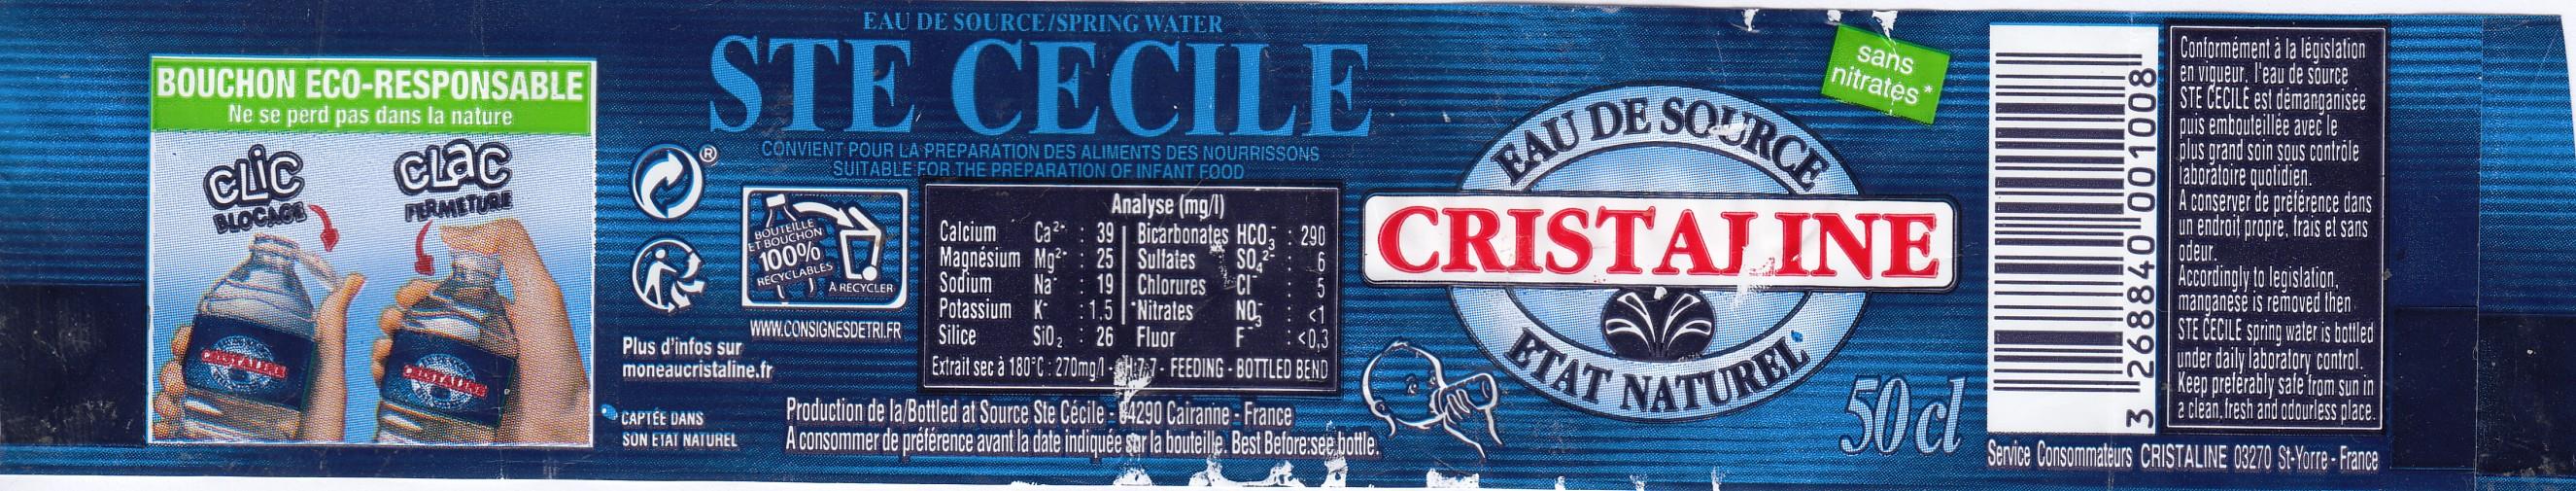 BOUCHON ECO-RESPONSABLE
Ne se perd pas dans la nature
CLIC
BLOCAGE
CLAC
FERMETURE
CRISTALINE
CRISTALINE
®
Plus d'infos sur
moneaucristaline.fr
CAPTÉE DANS
SON ETAT NATUREL
BOUTEILLE
ET BOUCHON
100%
RECYCLABLES
À RECYCLER
WWW.CONSIGNESDETRI.FR
EAU DE SOURCE/SPRING WATER
STE CECILE
CONVIENT POUR LA PREPARATION DES ALIMENTS DES NOURRISSONS
SUITABLE FOR THE PREPARATION OF INFANT FOOD
Analyse (mg/l)
Calcium Ca²⁺ : 39 Bicarbonates HCO₃⁻ : 290
Magnésium Mg²⁺ : 25 Sulfates SO₄²⁻ : 6
Sodium Na⁺ : 19 Chlorures Cl⁻ : 5
Potassium K⁺ : 1.5 *Nitrates NO₃⁻ : <1
Silice SiO₂ : 26 Fluor F⁻ : <0,3
Extrait sec à 180°C : 270mg/l - pH:7.7 - FEEDING - BOTTLED BEND
Production de la/Bottled at Source Ste Cécile - 84290 Cairanne - France
A consommer de préférence avant la date indiquée sur la bouteille. Best Before:see bottle.
sans
nitrates*
EAU DE SOURCE
CRISTALINE
ETAT NATUREL
50 cl
3 268840 001008
Conformément à la législation
en vigueur, l'eau de source
STE CECILE est démanganisée
puis embouteillée avec le
plus grand soin sous contrôle
laboratoire quotidien.
A conserver de préférence dans
un endroit propre, frais et sans
odeur.
Accordingly to legislation,
manganese is removed then
STE CECILE spring water is bottled
under daily laboratory control.
Keep preferably safe from sun in
a clean, fresh and odourless place.
Service Consommateurs CRISTALINE 03270 St-Yorre - France